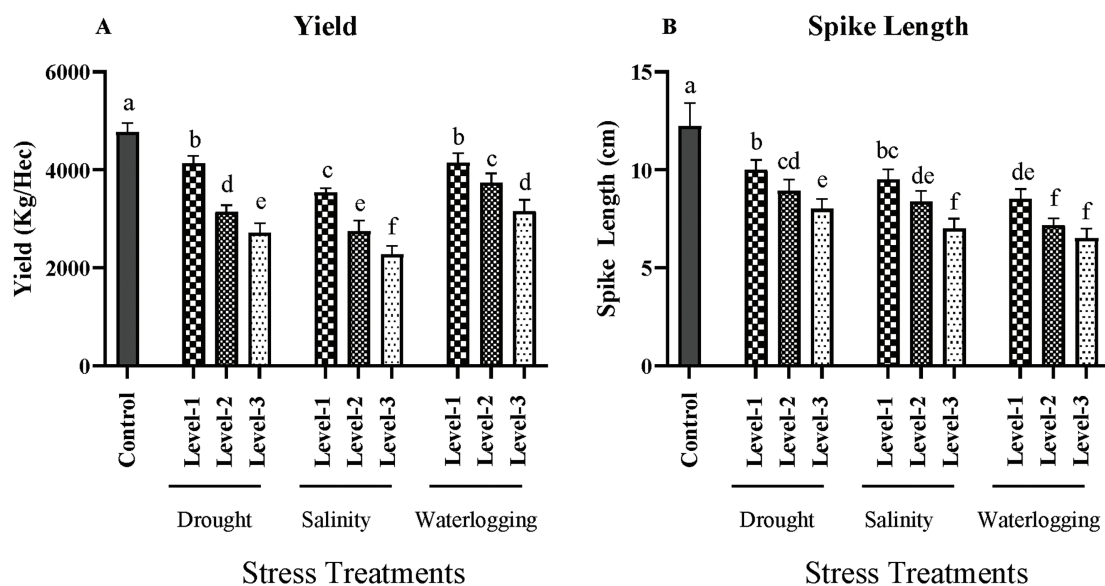 A
Yield
Yield (Kg/Hec)
6000
4000
2000
0
a
b
d
e
c
e
f
b
c
d
Control
Level-1
Level-2
Level-3
Level-1
Level-2
Level-3
Level-1
Level-2
Level-3
Drought
Salinity
Waterlogging
Stress Treatments
B
Spike Length
Spike Length (cm)
15
10
5
0
a
b
cd
e
bc
de
f
de
f
f
Control
Level-1
Level-2
Level-3
Level-1
Level-2
Level-3
Level-1
Level-2
Level-3
Drought
Salinity
Waterlogging
Stress Treatments